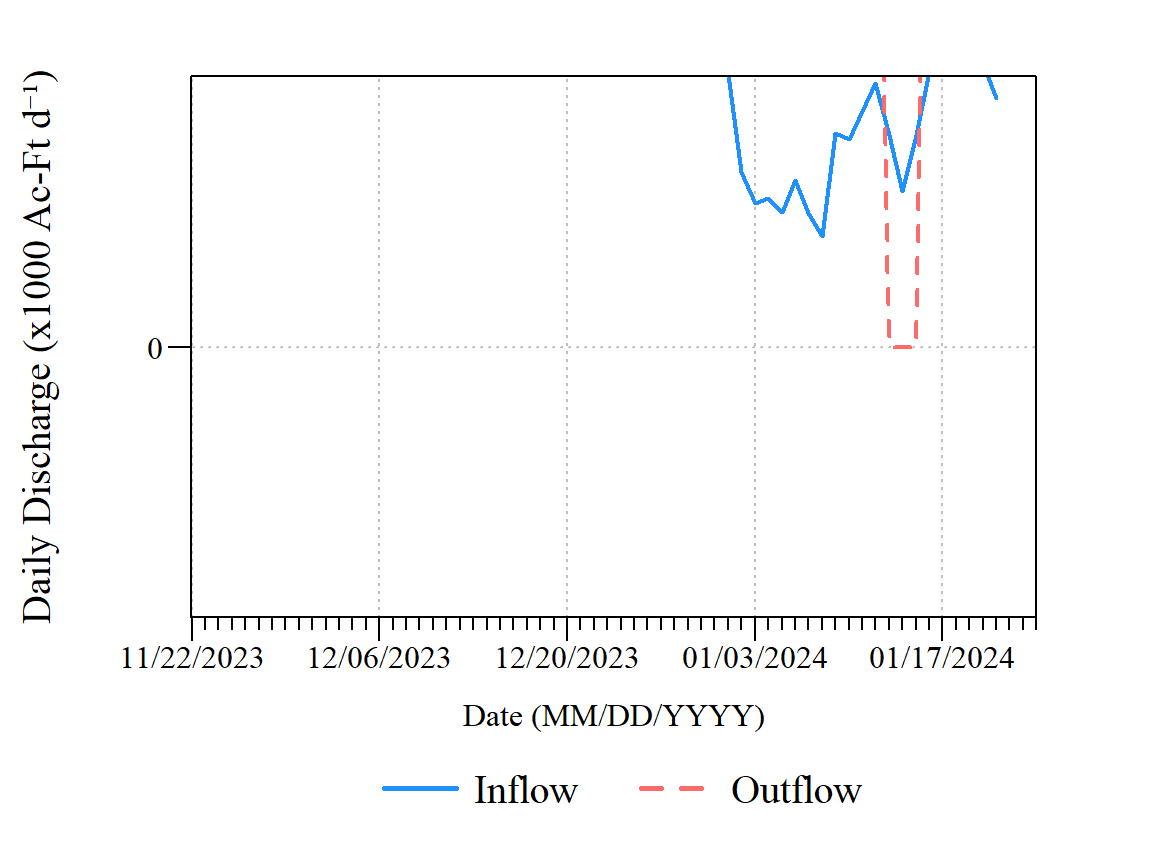 Daily Discharge (x1000 Ac-Ft d⁻¹)
0
11/22/2023 12/06/2023 12/20/2023 01/03/2024 01/17/2024
Date (MM/DD/YYYY)
Inflow Outflow